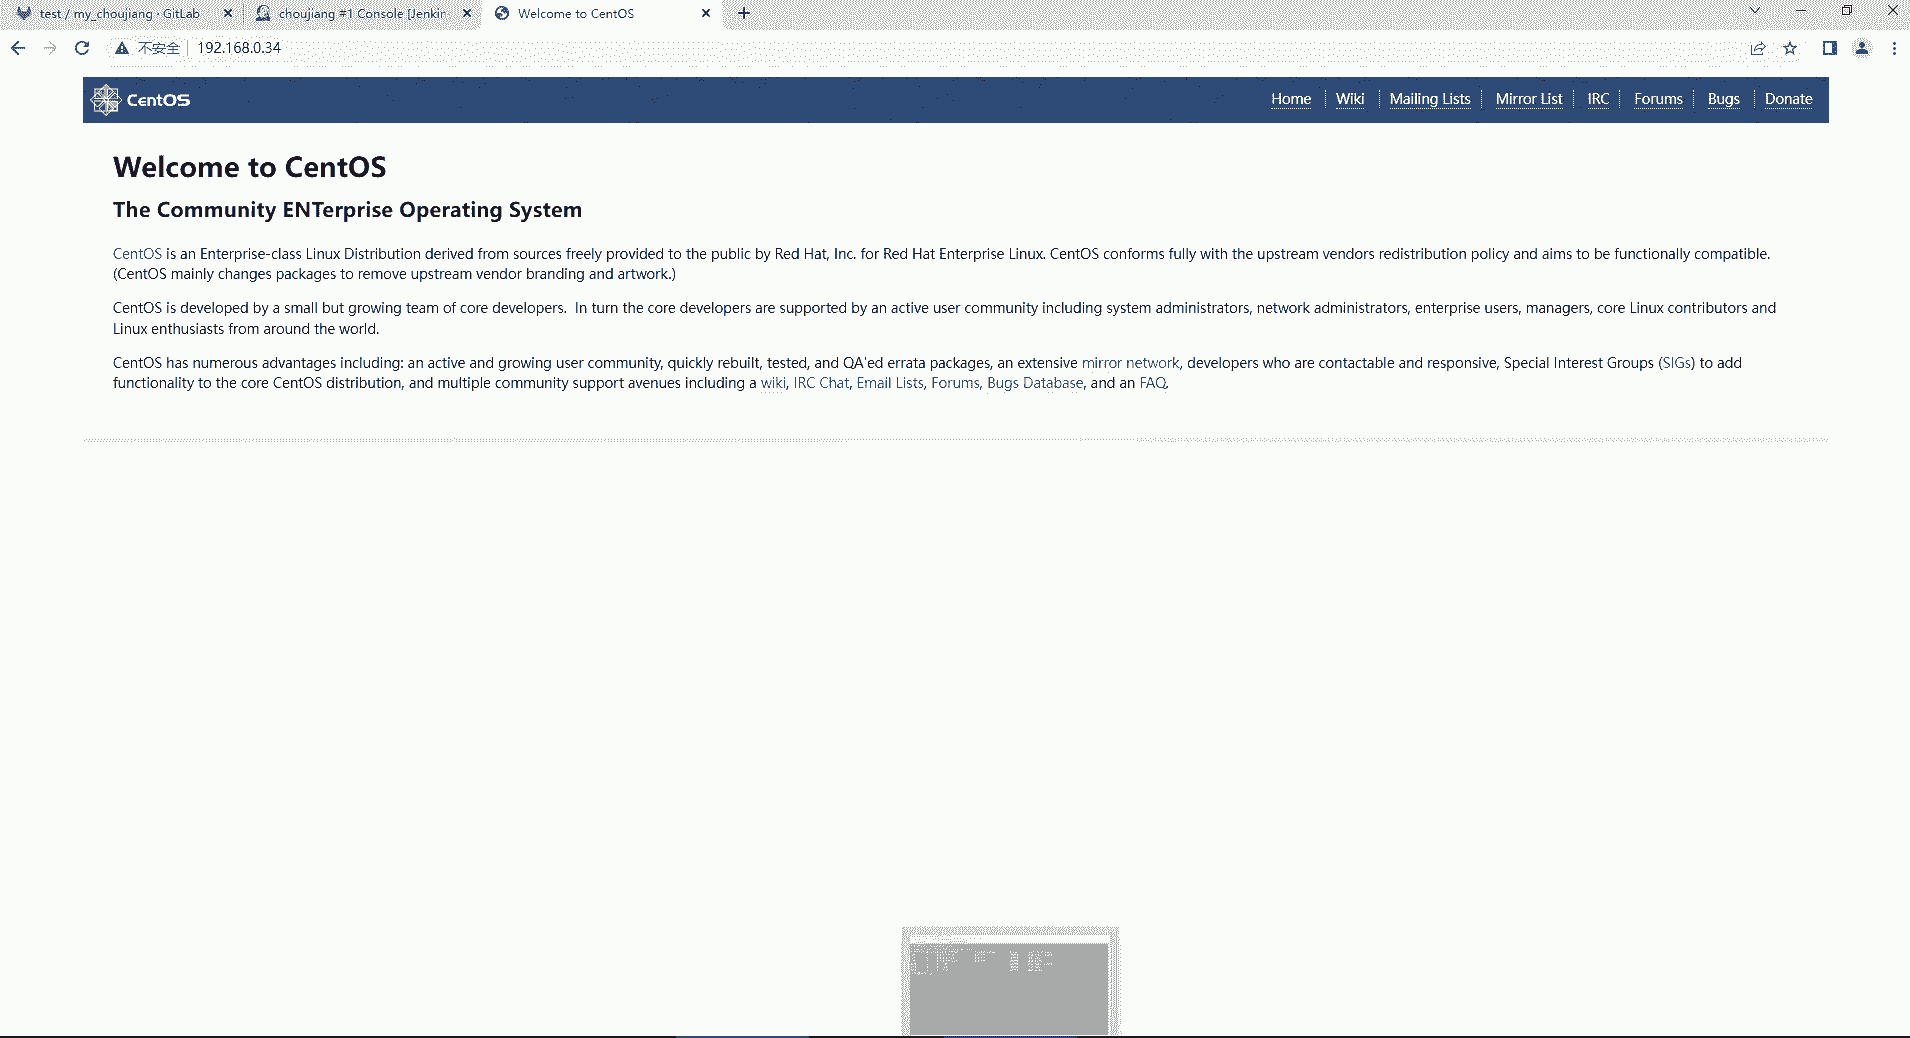 test / my_choujiang · GitLab
choujiang #1 Console [Jenkin
Welcome to CentOS
不安全
192.168.0.34
CentOS
Home
Wiki
Mailing Lists
Mirror List
IRC
Forums
Bugs
Donate
Welcome to CentOS
The Community ENTerprise Operating System
CentOS is an Enterprise-class Linux Distribution derived from sources freely provided to the public by Red Hat, Inc. for Red Hat Enterprise Linux. CentOS conforms fully with the upstream vendors redistribution policy and aims to be functionally compatible.
(CentOS mainly changes packages to remove upstream vendor branding and artwork.)
CentOS is developed by a small but growing team of core developers.  In turn the core developers are supported by an active user community including system administrators, network administrators, enterprise users, managers, core Linux contributors and
Linux enthusiasts from around the world.
CentOS has numerous advantages including: an active and growing user community, quickly rebuilt, tested, and QA'ed errata packages, an extensive mirror network, developers who are contactable and responsive, Special Interest Groups (SIGs) to add
functionality to the core CentOS distribution, and multiple community support avenues including a wiki, IRC Chat, Email Lists, Forums, Bugs Database, and an FAQ.